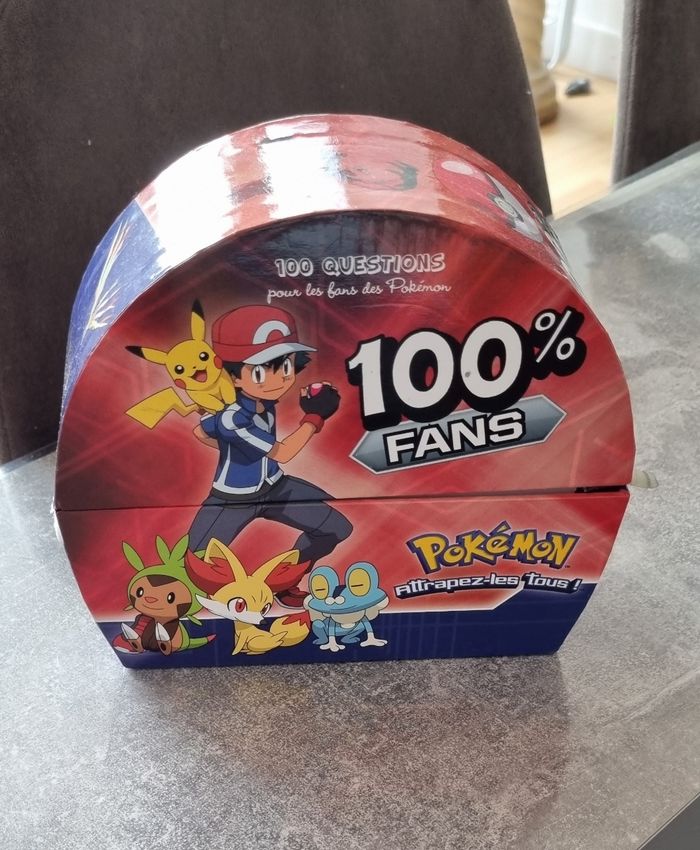 100 QUESTIONS
pour les fans des Pokémon
100%
FANS
POKéMON
Attrapez-les tous !